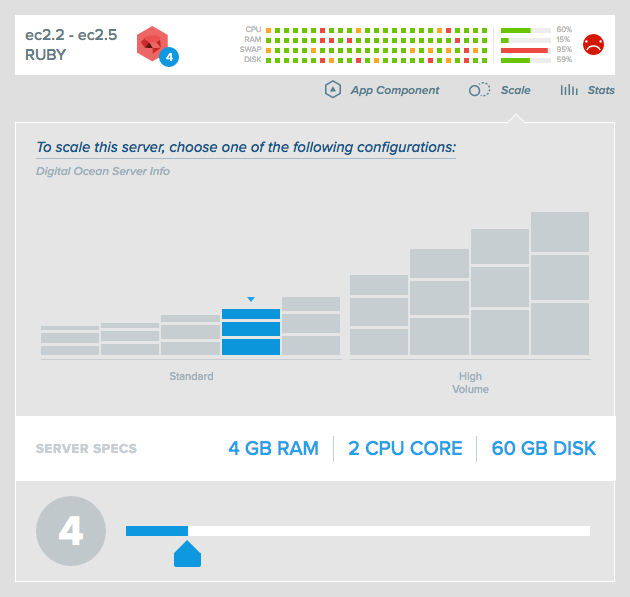 ec2.2 - ec2.5
RUBY
4
CPU 60%
RAM 15%
SWAP 95%
DISK 59%
App Component
Scale
Stats
To scale this server, choose one of the following configurations:
Digital Ocean Server Info
Standard
High
Volume
SERVER SPECS
4 GB RAM
2 CPU CORE
60 GB DISK
4